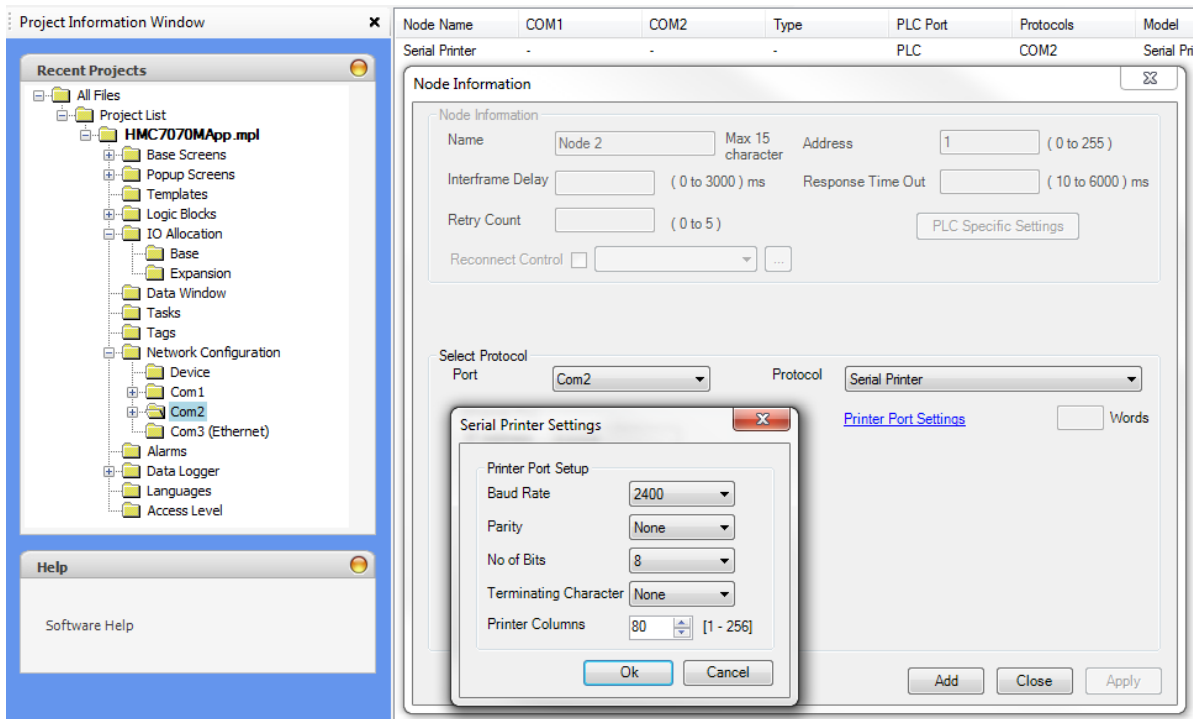 Project Information Window
Recent Projects
All Files
Project List
HMC7070MApp.mpl
Base Screens
Popup Screens
Templates
Logic Blocks
IO Allocation
Base
Expansion
Data Window
Tasks
Tags
Network Configuration
Device
Com1
Com2
Com3 (Ethernet)
Alarms
Data Logger
Languages
Access Level
Help
Software Help
Node Name COM1 COM2 Type PLC Port Protocols Model
Serial Printer - - - PLC COM2 Serial Pri
Node Information
Node Information
Name Node 2 Max 15 character Address 1 ( 0 to 255 )
Interframe Delay ( 0 to 3000 ) ms Response Time Out ( 10 to 6000 ) ms
Retry Count ( 0 to 5 ) PLC Specific Settings
Reconnect Control ...
Select Protocol
Port Com2 Protocol Serial Printer
Printer Port Settings Words
Serial Printer Settings
Printer Port Setup
Baud Rate 2400
Parity None
No of Bits 8
Terminating Character None
Printer Columns 80 [1 - 256]
Ok Cancel
Add Close Apply